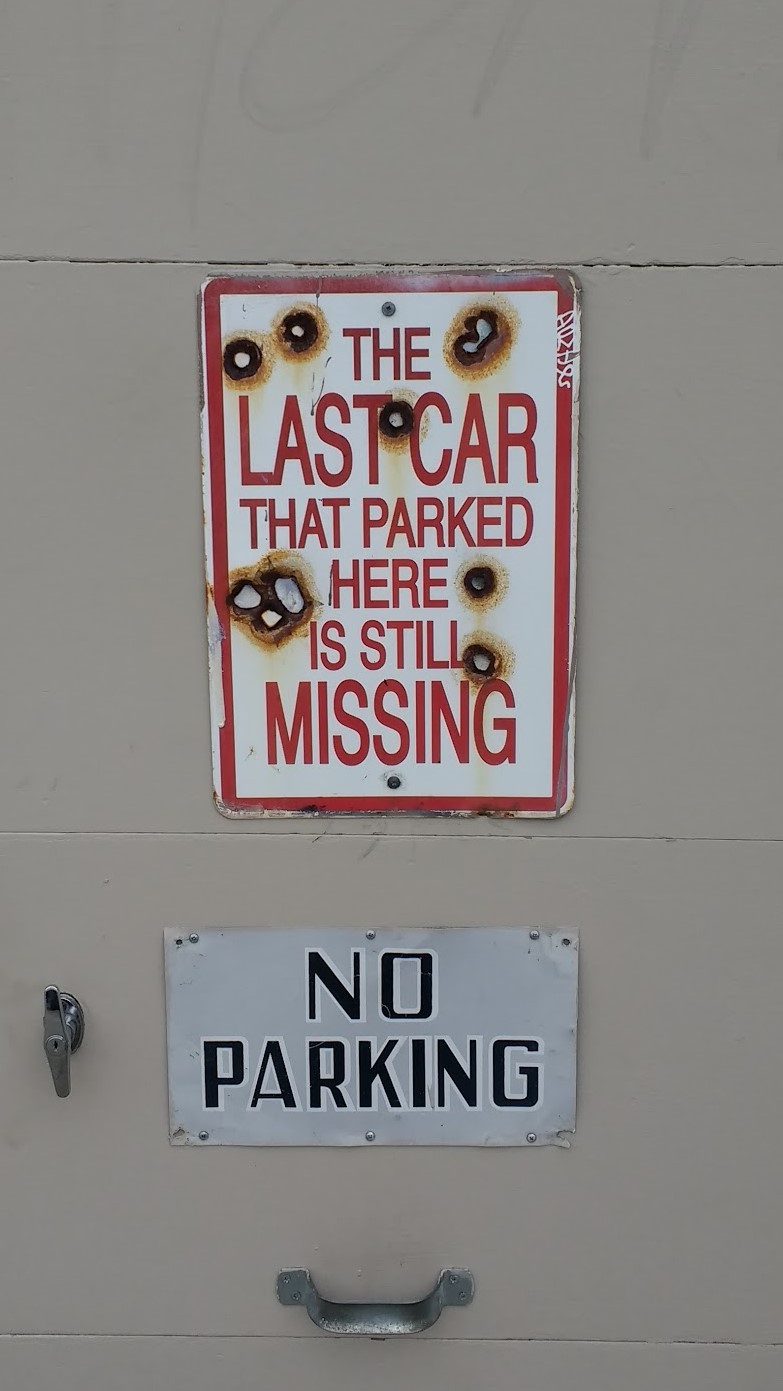 THE
LAST CAR
THAT PARKED
HERE
IS STILL
MISSING
NO
PARKING